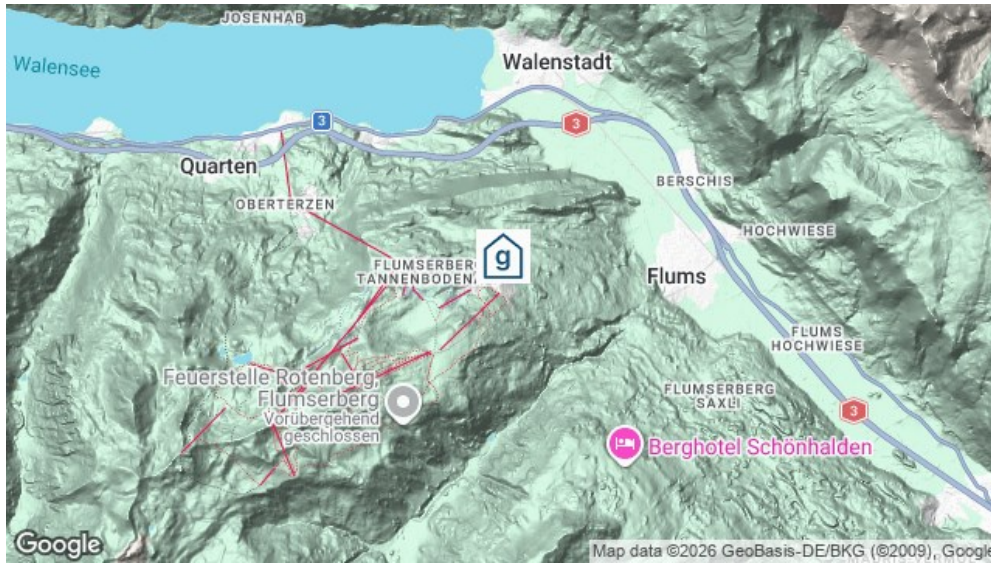 JOSENHAB
Walensee
Walenstadt
3
3
Quarten
BERSCHIS
OBERTERZEN
HOCHWIESE
g
FLUMSERBERG
TANNENBODEN
Flums
FLUMS
HOCHWIESE
Feuerstelle Rotenberg,
Flumserberg
Vorübergehend
geschlossen
FLUMSERBERG
SAXLI
3
Berghotel Schönhalden
Google
Map data ©2026 GeoBasis-DE/BKG (©2009), Google